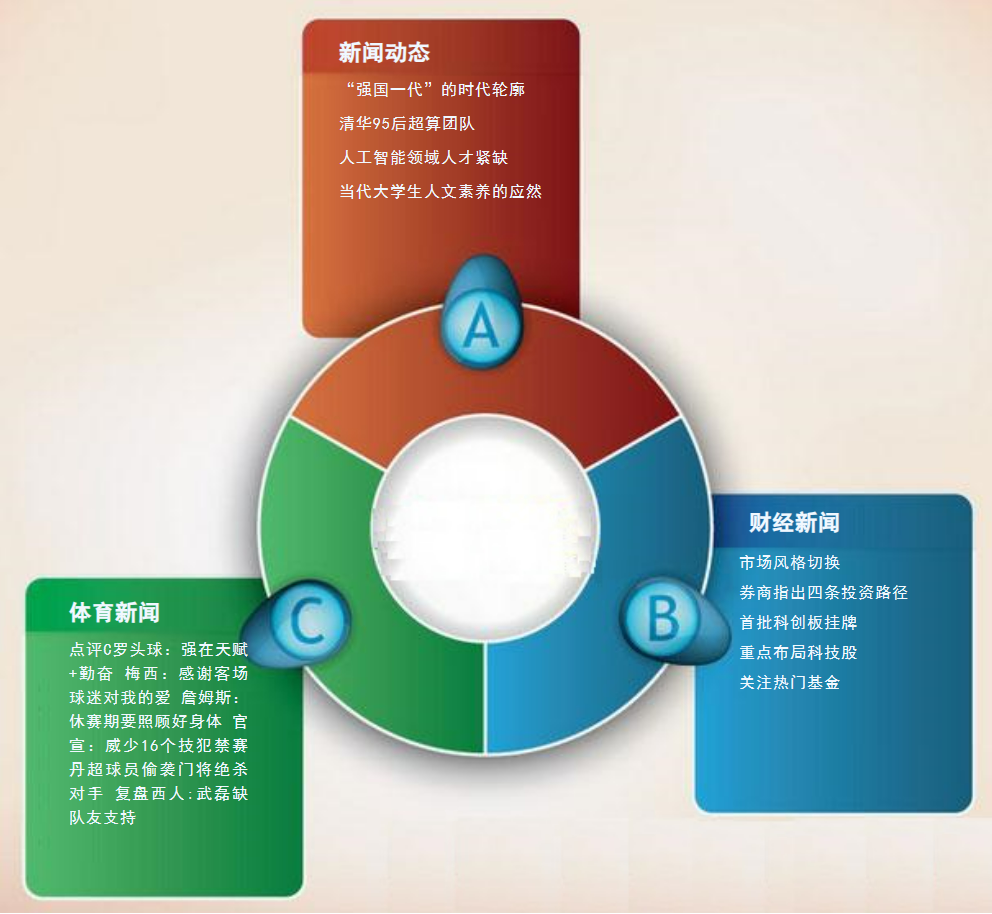 新闻动态
“强国一代”的时代轮廓
清华95后超算团队
人工智能领域人才紧缺
当代大学生人文素养的应然
A
财经新闻
市场风格切换
券商指出四条投资路径
首批科创板挂牌
重点布局科技股
关注热门基金
B
体育新闻
点评C罗头球：强在天赋
+勤奋 梅西：感谢客场
球迷对我的爱 詹姆斯：
休赛期要照顾好身体 官
宣：威少16个技犯禁赛
丹超球员偷袭门将绝杀
对手 复盘西人:武磊缺
队友支持
C